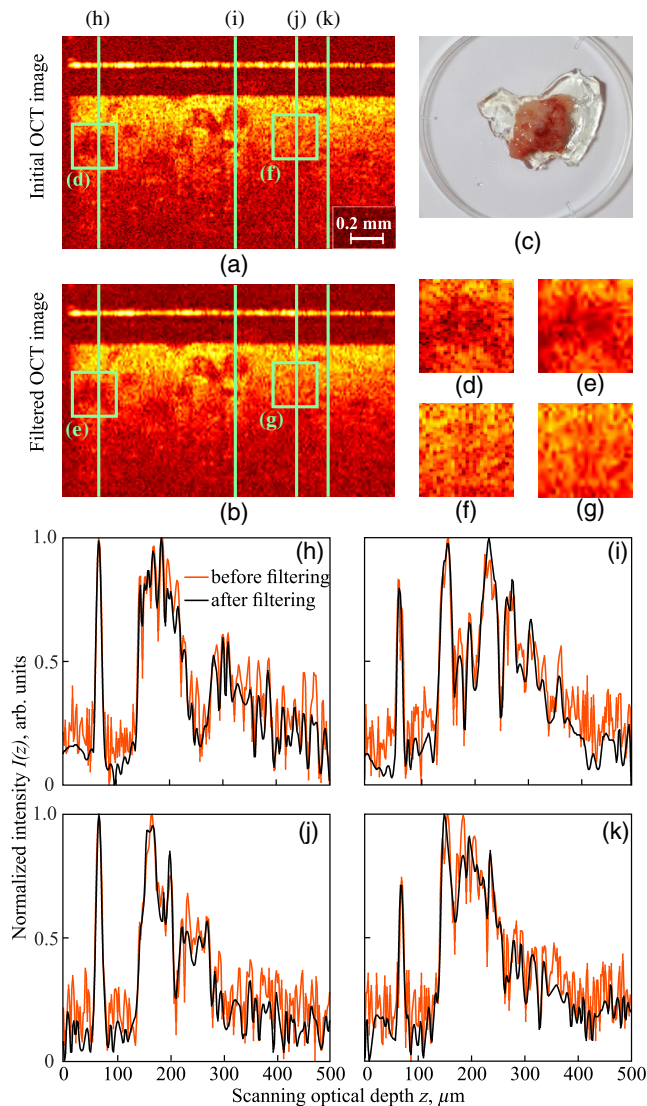 (h) (i) (j) (k)
Initial OCT image
(d)
(f)
0.2 mm
(a)
(c)
Filtered OCT image
(e)
(g)
(b)
(d) (e)
(f) (g)
Normalized intensity I(z), arb. units
1.0
0.5
0
(h)
before filtering
after filtering
(i)
1.0
0.5
0
(j)
(k)
0 100 200 300 400 500
0 100 200 300 400 500
Scanning optical depth z, μm